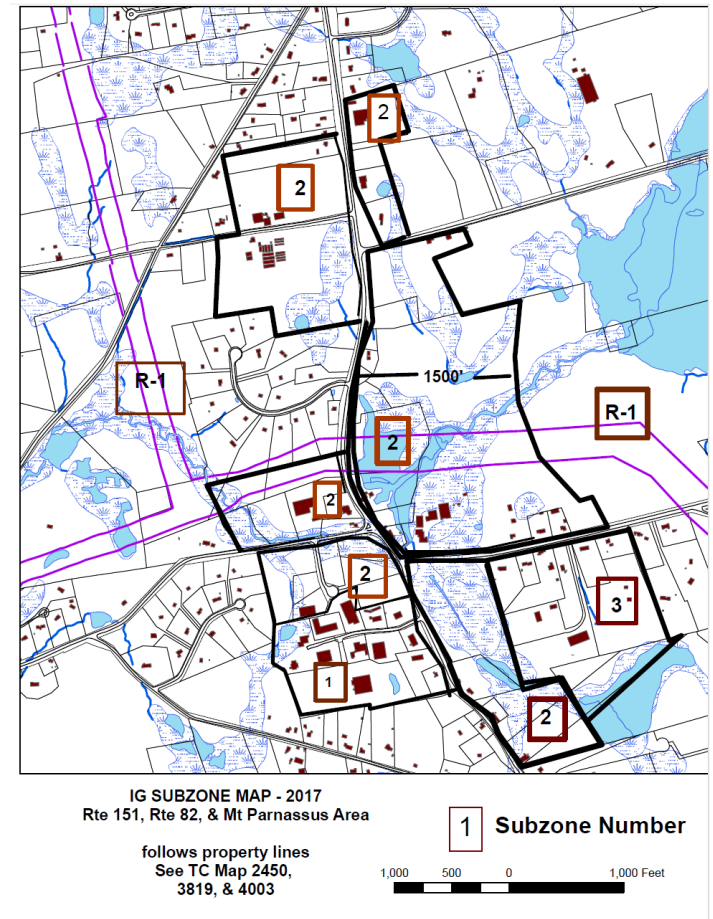 2
2
R-1
1500'
R-1
2
2
2
3
1
2
IG SUBZONE MAP - 2017
Rte 151, Rte 82, & Mt Parnassus Area
follows property lines
See TC Map 2450,
3819, & 4003
1 Subzone Number
1,000 500 0 1,000 Feet